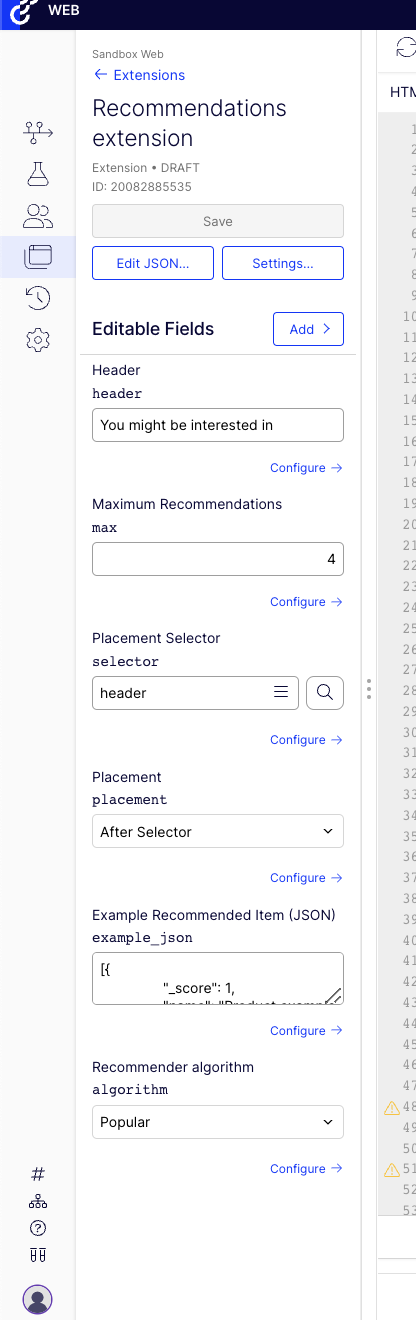 WEB
Sandbox Web
← Extensions
Recommendations
extension
Extension • DRAFT
ID: 20082885535
Save
Edit JSON...
Settings...
Editable Fields
Add
Header
header
You might be interested in
Configure →
Maximum Recommendations
max
4
Configure →
Placement Selector
selector
header
Configure →
Placement
placement
After Selector
Configure →
Example Recommended Item (JSON)
example_json
[{
"_score": 1,
Configure →
Recommender algorithm
algorithm
Popular
Configure →
#
HTM
1
2
3
4
5
6
7
8
9
10
11
12
13
14
15
16
17
18
19
20
21
22
23
24
25
26
27
28
29
30
31
32
33
34
35
36
37
38
39
40
41
42
43
44
45
46
47
48
49
50
51
52
53